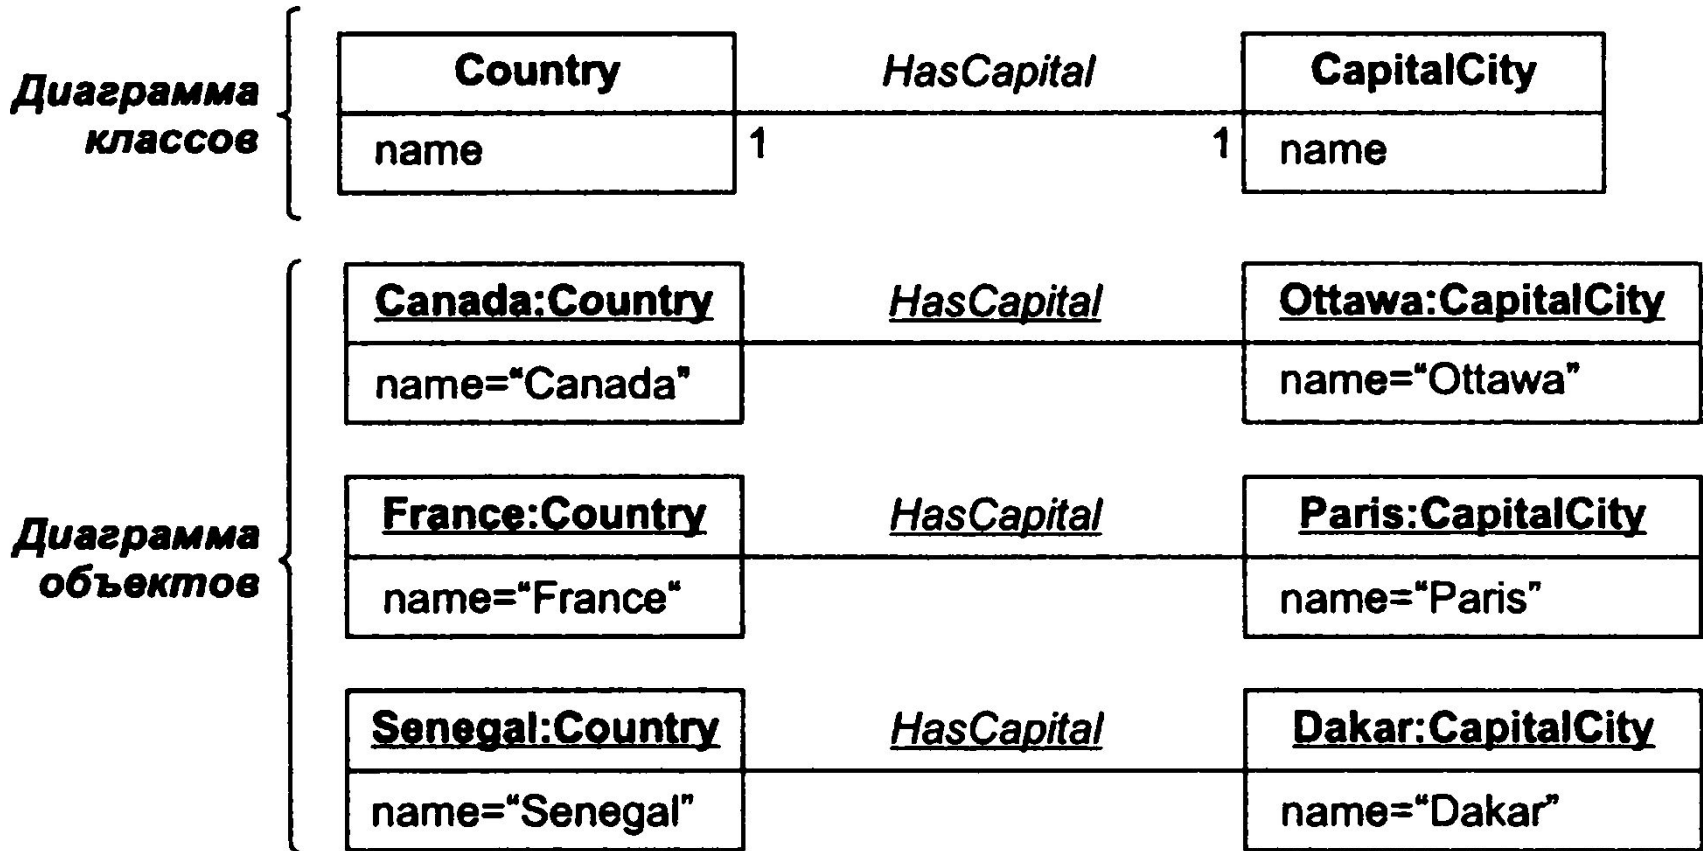 Диаграмма
классов
Country
HasCapital
CapitalCity
name
1
1
name
Диаграмма
объектов
Canada:Country
HasCapital
Ottawa:CapitalCity
name=“Canada”
name=“Ottawa”
France:Country
HasCapital
Paris:CapitalCity
name=“France“
name=“Paris”
Senegal:Country
HasCapital
Dakar:CapitalCity
name=“Senegal”
name=“Dakar”